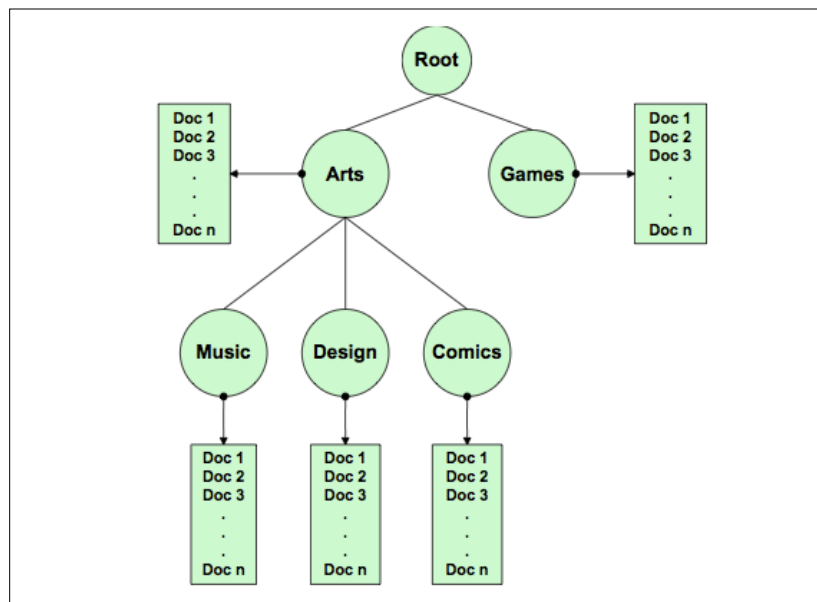 Root
Doc 1
Doc 2
Doc 3
.
.
.
Doc n
Arts
Games
Doc 1
Doc 2
Doc 3
.
.
.
Doc n
Music
Design
Comics
Doc 1
Doc 2
Doc 3
.
.
.
Doc n
Doc 1
Doc 2
Doc 3
.
.
.
Doc n
Doc 1
Doc 2
Doc 3
.
.
.
Doc n